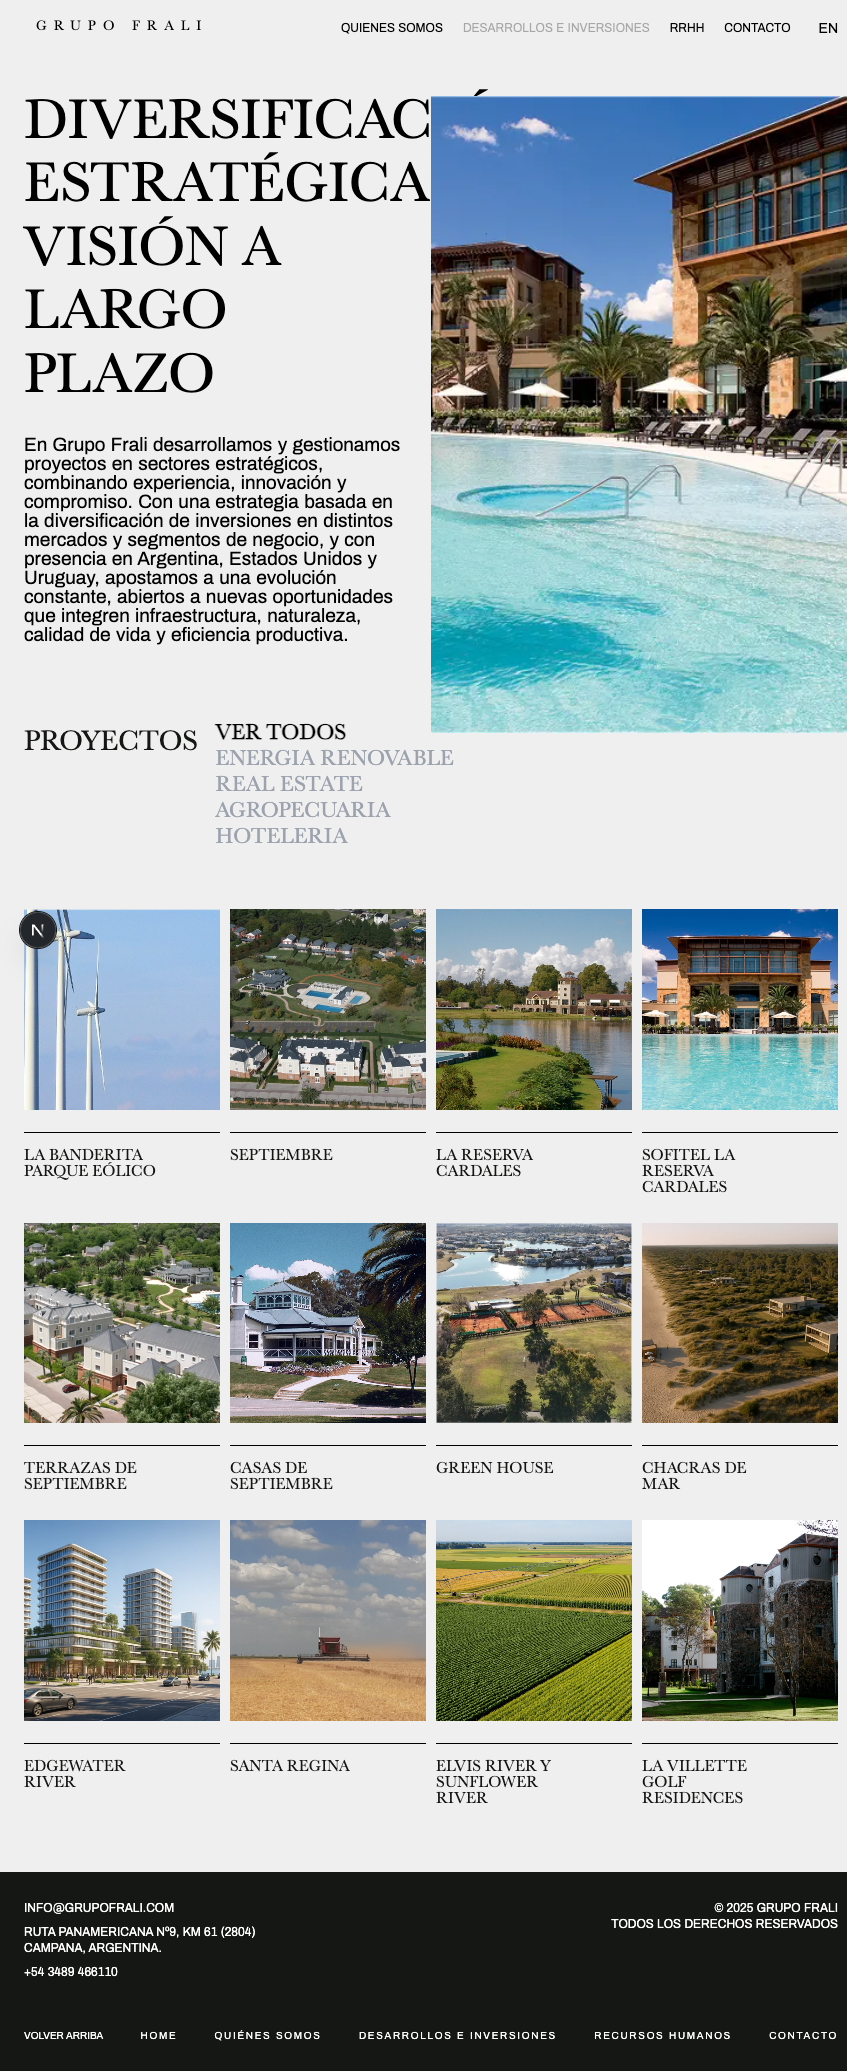 GRUPO FRALI
QUIENES SOMOS DESARROLLOS E INVERSIONES RRHH CONTACTO EN
DIVERSIFICAC
ESTRATÉGICA
VISIÓN A
LARGO
PLAZO
En Grupo Frali desarrollamos y gestionamos
proyectos en sectores estratégicos,
combinando experiencia, innovación y
compromiso. Con una estrategia basada en
la diversificación de inversiones en distintos
mercados y segmentos de negocio, y con
presencia en Argentina, Estados Unidos y
Uruguay, apostamos a una evolución
constante, abiertos a nuevas oportunidades
que integren infraestructura, naturaleza,
calidad de vida y eficiencia productiva.
PROYECTOS
VER TODOS
ENERGIA RENOVABLE
REAL ESTATE
AGROPECUARIA
HOTELERIA
N
LA BANDERITA
PARQUE EÓLICO
SEPTIEMBRE
LA RESERVA
CARDALES
SOFITEL LA
RESERVA
CARDALES
TERRAZAS DE
SEPTIEMBRE
CASAS DE
SEPTIEMBRE
GREEN HOUSE
CHACRAS DE
MAR
EDGEWATER
RIVER
SANTA REGINA
ELVIS RIVER Y
SUNFLOWER
RIVER
LA VILLETTE
GOLF
RESIDENCES
INFO@GRUPOFRALI.COM
RUTA PANAMERICANA Nº9, KM 61 (2804)
CAMPANA, ARGENTINA.
+54 3489 466110
© 2025 GRUPO FRALI
TODOS LOS DERECHOS RESERVADOS
VOLVER ARRIBA HOME QUIÉNES SOMOS DESARROLLOS E INVERSIONES RECURSOS HUMANOS CONTACTO